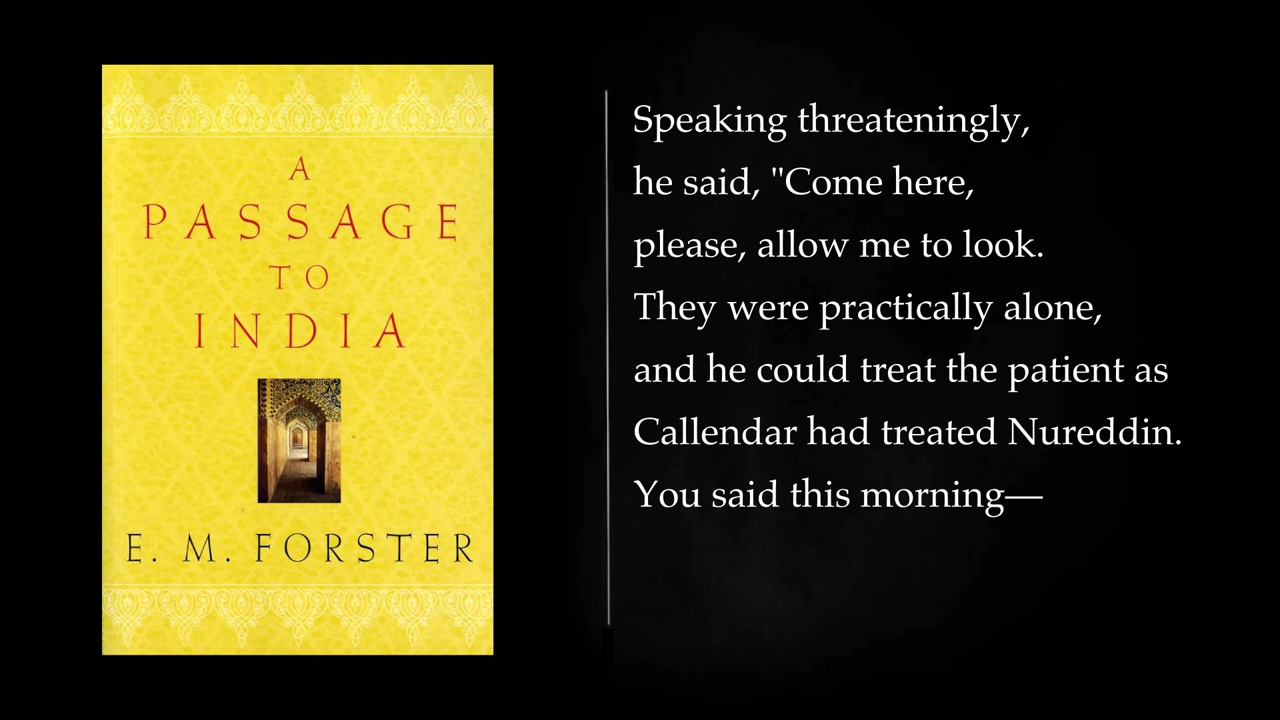 A
PASSAGE
TO
INDIA
E. M. FORSTER
Speaking threateningly,
he said, "Come here,
please, allow me to look.
They were practically alone,
and he could treat the patient as
Callendar had treated Nureddin.
You said this morning—